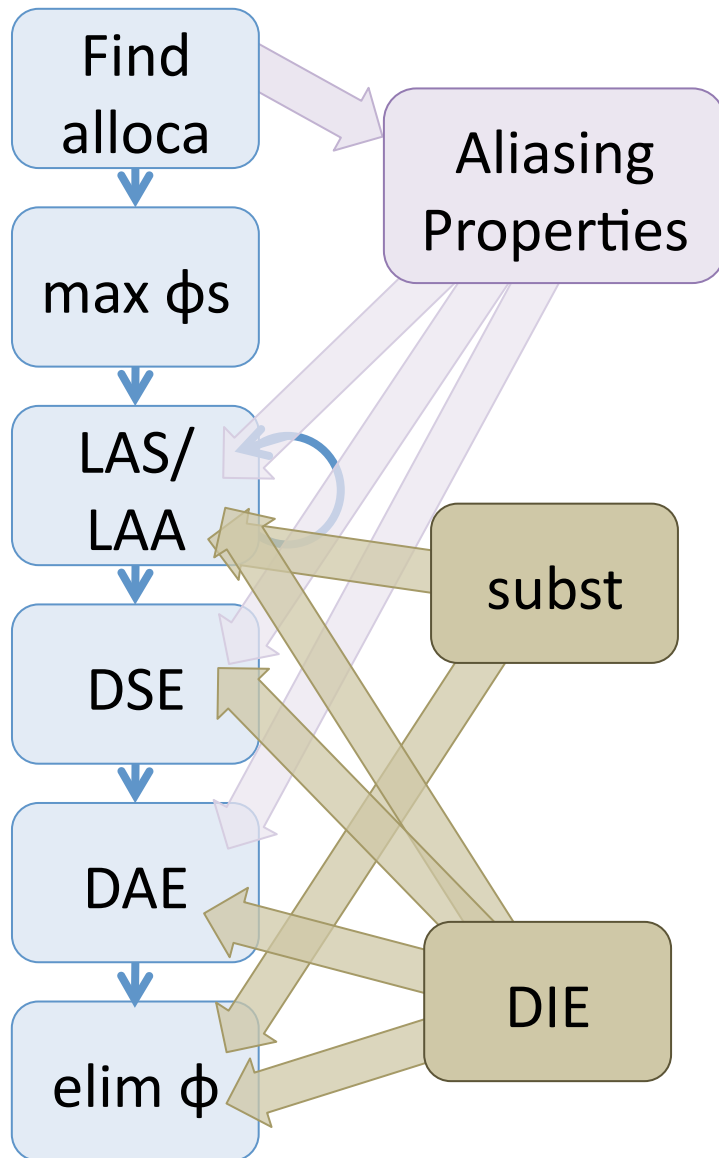 Find
alloca
Aliasing
Properties
max ϕs
LAS/
LAA
subst
DSE
DAE
DIE
elim ϕ